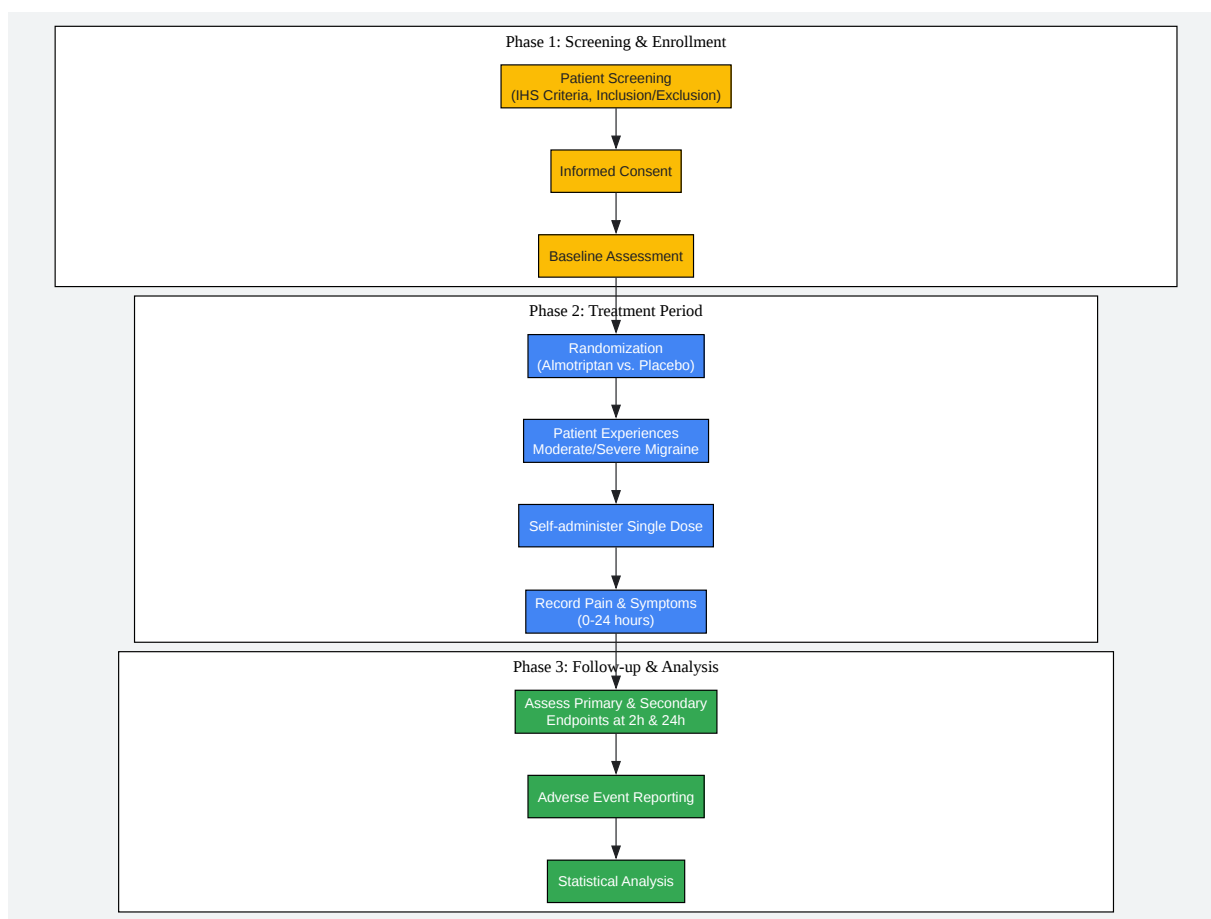 Phase 1: Screening & Enrollment
Patient Screening
(IHS Criteria, Inclusion/Exclusion)
Informed Consent
Baseline Assessment
Phase 2: Treatment Period
Randomization
(Almotriptan vs. Placebo)
Patient Experiences
Moderate/Severe Migraine
Self-administer Single Dose
Record Pain & Symptoms
(0-24 hours)
Phase 3: Follow-up & Analysis
Assess Primary & Secondary
Endpoints at 2h & 24h
Adverse Event Reporting
Statistical Analysis